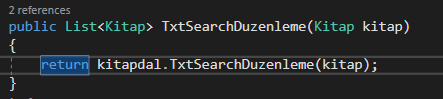 2 references
public List<Kitap> TxtSearchDuzenleme(Kitap kitap)
{
return kitapdal.TxtSearchDuzenleme(kitap);
}